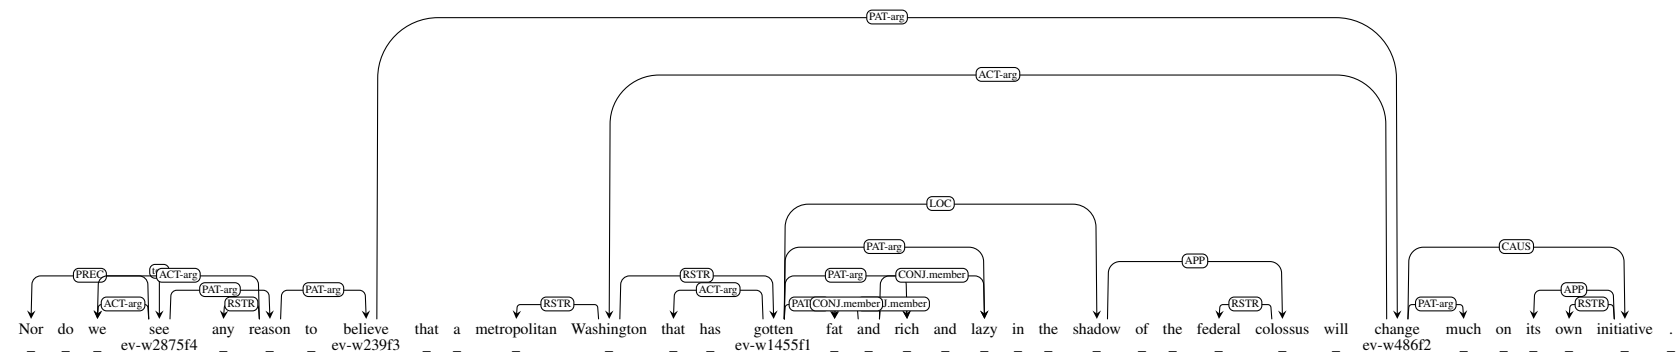 PAT-arg
ACT-arg
LOC
PAT-arg CAUS
APP
PREC ACT-arg RSTR PAT-arg CONJ.member
PAT-arg PAT-arg ACT-arg APP
ACT-arg RSTR RSTR CONJ.member RSTR PAT-arg RSTR
Nor do we see any reason to believe that a metropolitan Washington that has gotten fat and rich and lazy in the shadow of the federal colossus will change much on its own initiative .
ev-w2875f4 ev-w239f3 ev-w1455f1 ev-w486f2